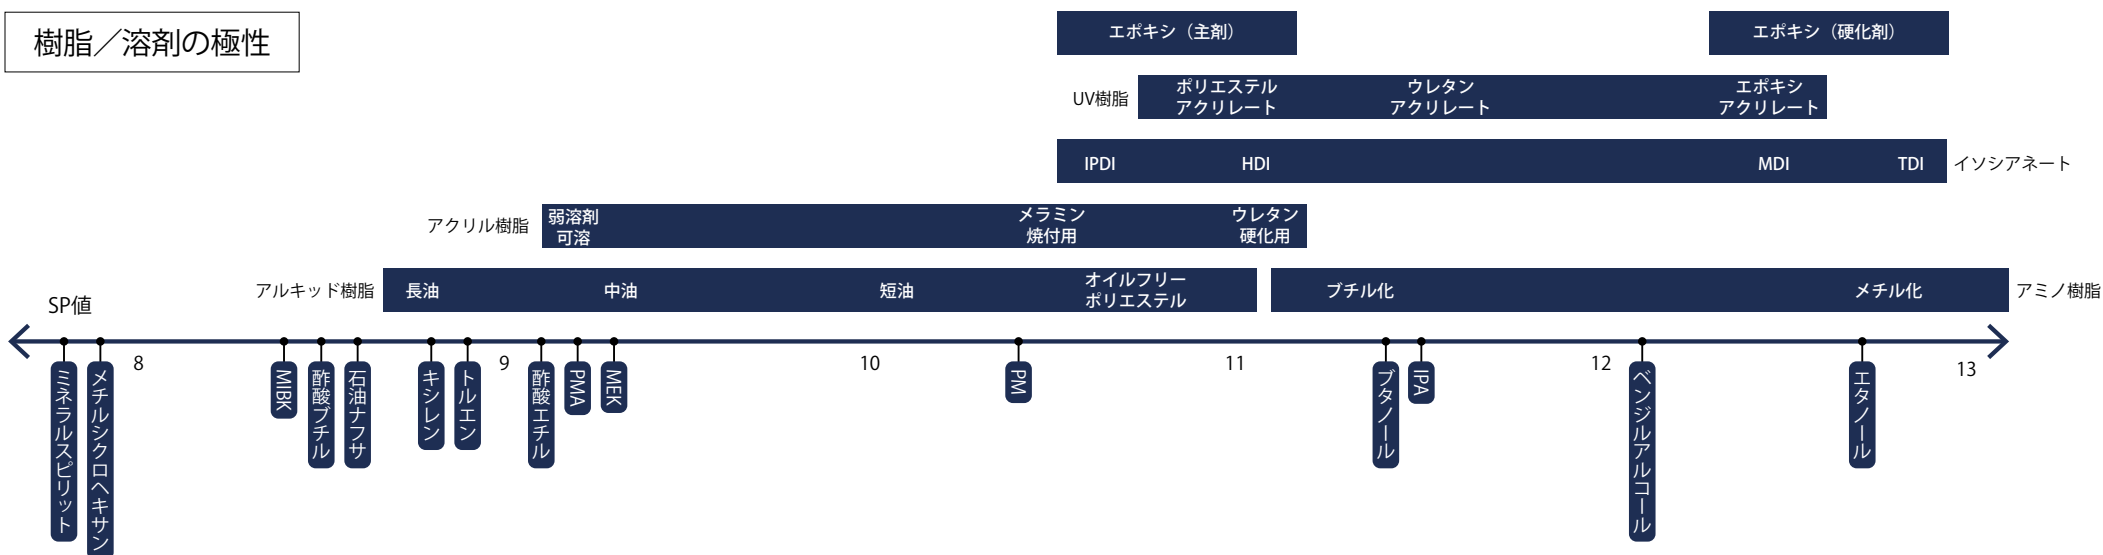 樹脂／溶剤の極性
エポキシ（主剤）
エポキシ（硬化剤）
UV樹脂
ポリエステル
アクリレート
ウレタン
アクリレート
エポキシ
アクリレート
IPDI
HDI
MDI
TDI
イソシアネート
アクリル樹脂
弱溶剤
可溶
メラミン
焼付用
ウレタン
硬化用
アルキッド樹脂
長油
中油
短油
オイルフリー
ポリエステル
ブチル化
メチル化
アミノ樹脂
SP値
8
9
10
11
12
13
ミネラルスピリット
メチルシクロヘキサン
MIBK
酢酸ブチル
石油ナフサ
キシレン
トルエン
酢酸エチル
PMA
MEK
PM
ブタノール
IPA
ベンジルアルコール
エタノール